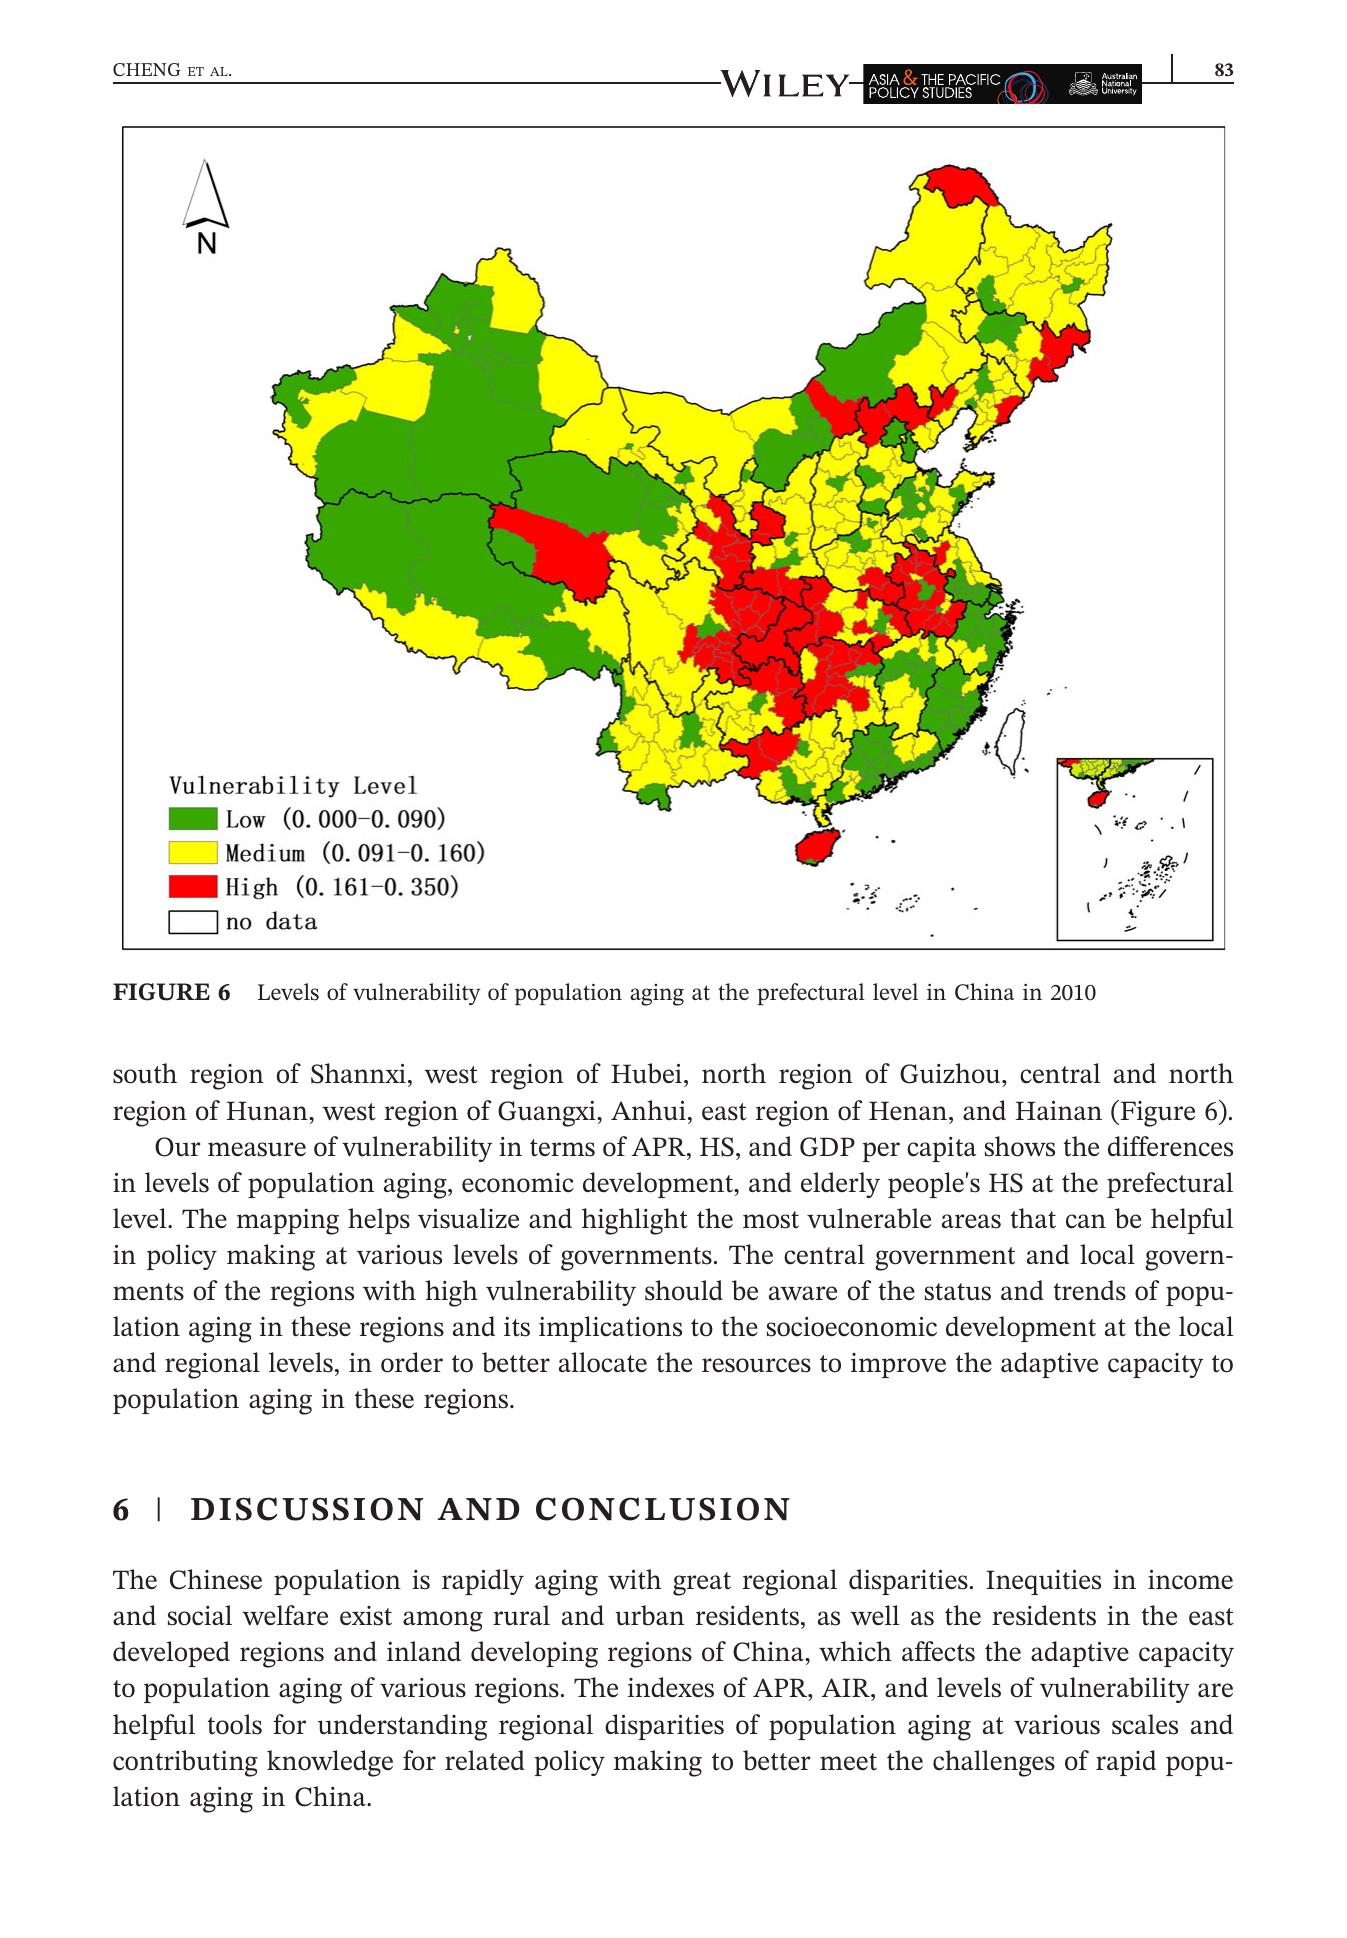 CHENG ET AL.
WILEY
ASIA & THE PACIFIC
POLICY STUDIES
Australian
National
University
83
N
Vulnerability Level
Low (0.000-0.090)
Medium (0.091-0.160)
High (0.161-0.350)
no data
FIGURE 6 Levels of vulnerability of population aging at the prefectural level in China in 2010
south region of Shannxi, west region of Hubei, north region of Guizhou, central and north
region of Hunan, west region of Guangxi, Anhui, east region of Henan, and Hainan (Figure 6).
Our measure of vulnerability in terms of APR, HS, and GDP per capita shows the differences
in levels of population aging, economic development, and elderly people's HS at the prefectural
level. The mapping helps visualize and highlight the most vulnerable areas that can be helpful
in policy making at various levels of governments. The central government and local govern-
ments of the regions with high vulnerability should be aware of the status and trends of popu-
lation aging in these regions and its implications to the socioeconomic development at the local
and regional levels, in order to better allocate the resources to improve the adaptive capacity to
population aging in these regions.
6 | DISCUSSION AND CONCLUSION
The Chinese population is rapidly aging with great regional disparities. Inequities in income
and social welfare exist among rural and urban residents, as well as the residents in the east
developed regions and inland developing regions of China, which affects the adaptive capacity
to population aging of various regions. The indexes of APR, AIR, and levels of vulnerability are
helpful tools for understanding regional disparities of population aging at various scales and
contributing knowledge for related policy making to better meet the challenges of rapid popu-
lation aging in China.